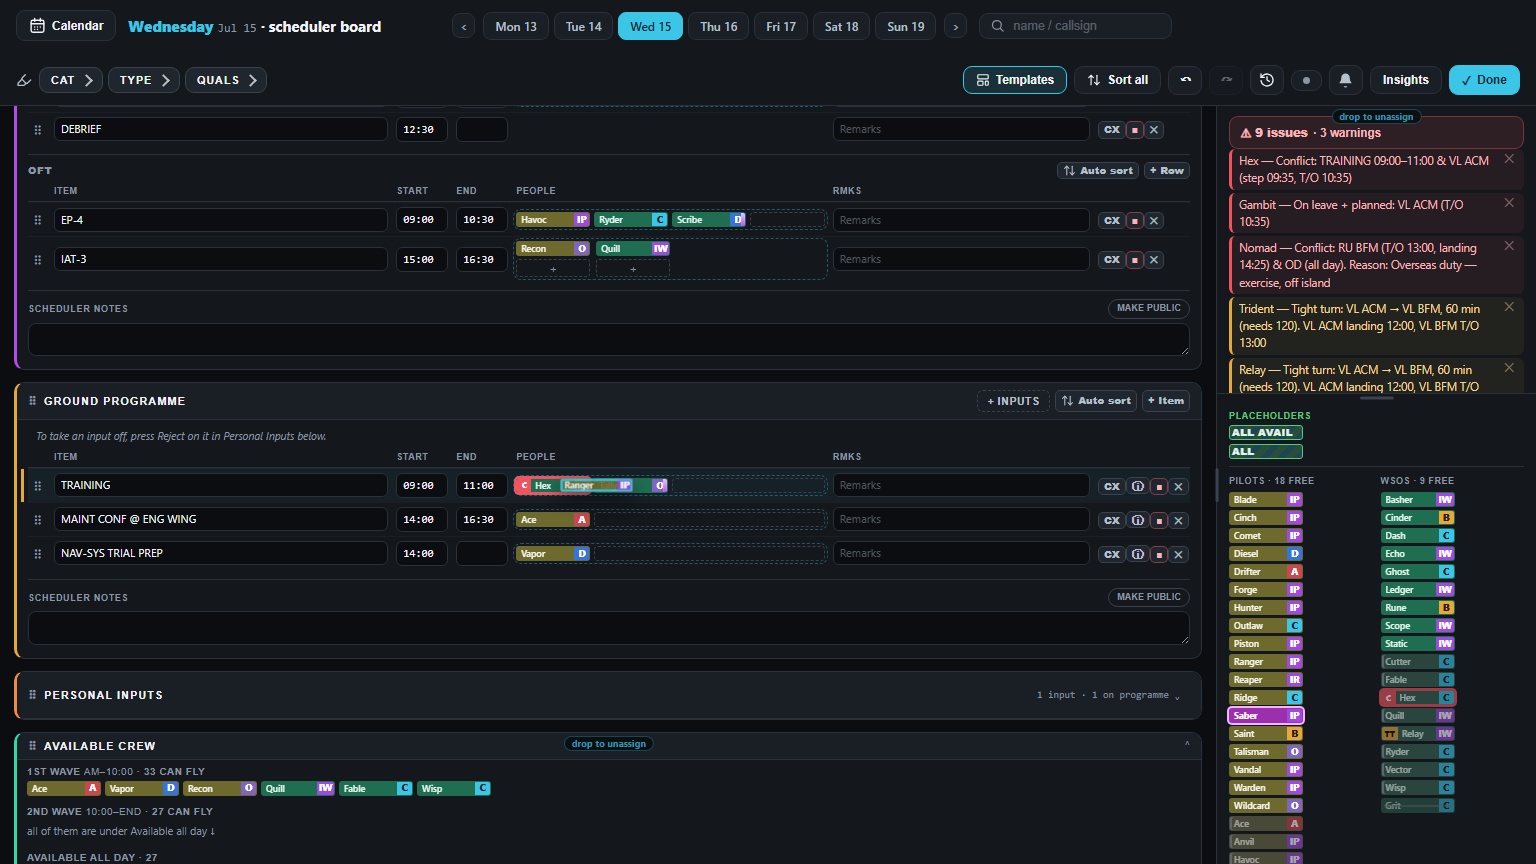 Calendar
Wednesday Jul 15 · scheduler board
‹ Mon 13 Tue 14 Wed 15 Thu 16 Fri 17 Sat 18 Sun 19 ›
name / callsign
CAT TYPE QUALS
Templates Sort all Insights ✓ Done
DEBRIEF 12:30 Remarks CX
OFT Auto sort + Row
ITEM START END PEOPLE RMKS
EP-4 09:00 10:30 Havoc IP Ryder C Scribe D Remarks CX
IAT-3 15:00 16:30 Recon O Quill IW Remarks CX
+ +
SCHEDULER NOTES MAKE PUBLIC
GROUND PROGRAMME + INPUTS Auto sort + Item
To take an input off, press Reject on it in Personal Inputs below.
ITEM START END PEOPLE RMKS
TRAINING 09:00 11:00 C Hex Ranger IP O Remarks CX
MAINT CONF @ ENG WING 14:00 16:30 Ace A Remarks CX
NAV-SYS TRIAL PREP 14:00 Vapor D Remarks CX
SCHEDULER NOTES MAKE PUBLIC
PERSONAL INPUTS 1 input · 1 on programme
AVAILABLE CREW drop to unassign
1ST WAVE AM–10:00 · 33 CAN FLY
Ace A Vapor D Recon O Quill IW Fable C Wisp C
2ND WAVE 10:00–END · 27 CAN FLY
all of them are under Available all day ↓
AVAILABLE ALL DAY · 27
drop to unassign
⚠ 9 issues · 3 warnings
Hex — Conflict: TRAINING 09:00–11:00 & VL ACM
(step 09:35, T/O 10:35)
Gambit — On leave + planned: VL ACM (T/O
10:35)
Nomad — Conflict: RU BFM (T/O 13:00, landing
14:25) & OD (all day). Reason: Overseas duty —
exercise, off island
Trident — Tight turn: VL ACM → VL BFM, 60 min
(needs 120). VL ACM landing 12:00, VL BFM T/O
13:00
Relay — Tight turn: VL ACM → VL BFM, 60 min
(needs 120). VL ACM landing 12:00, VL BFM T/O
PLACEHOLDERS
ALL AVAIL
ALL
PILOTS · 18 FREE
Blade IP
Cinch IP
Comet IP
Diesel D
Drifter A
Forge IP
Hunter IP
Outlaw C
Piston IP
Ranger IP
Reaper IR
Ridge C
Saber IP
Saint B
Talisman O
Vandal IP
Warden IP
Wildcard O
Ace A
Anvil IP
Havoc IP
WSOS · 9 FREE
Basher IW
Cinder B
Dash C
Echo IW
Ghost C
Ledger IW
Rune B
Scope IW
Static IW
Cutter C
Fable C
C Hex C
Quill IW
TT Relay IW
Ryder C
Vector C
Wisp C
Grit C